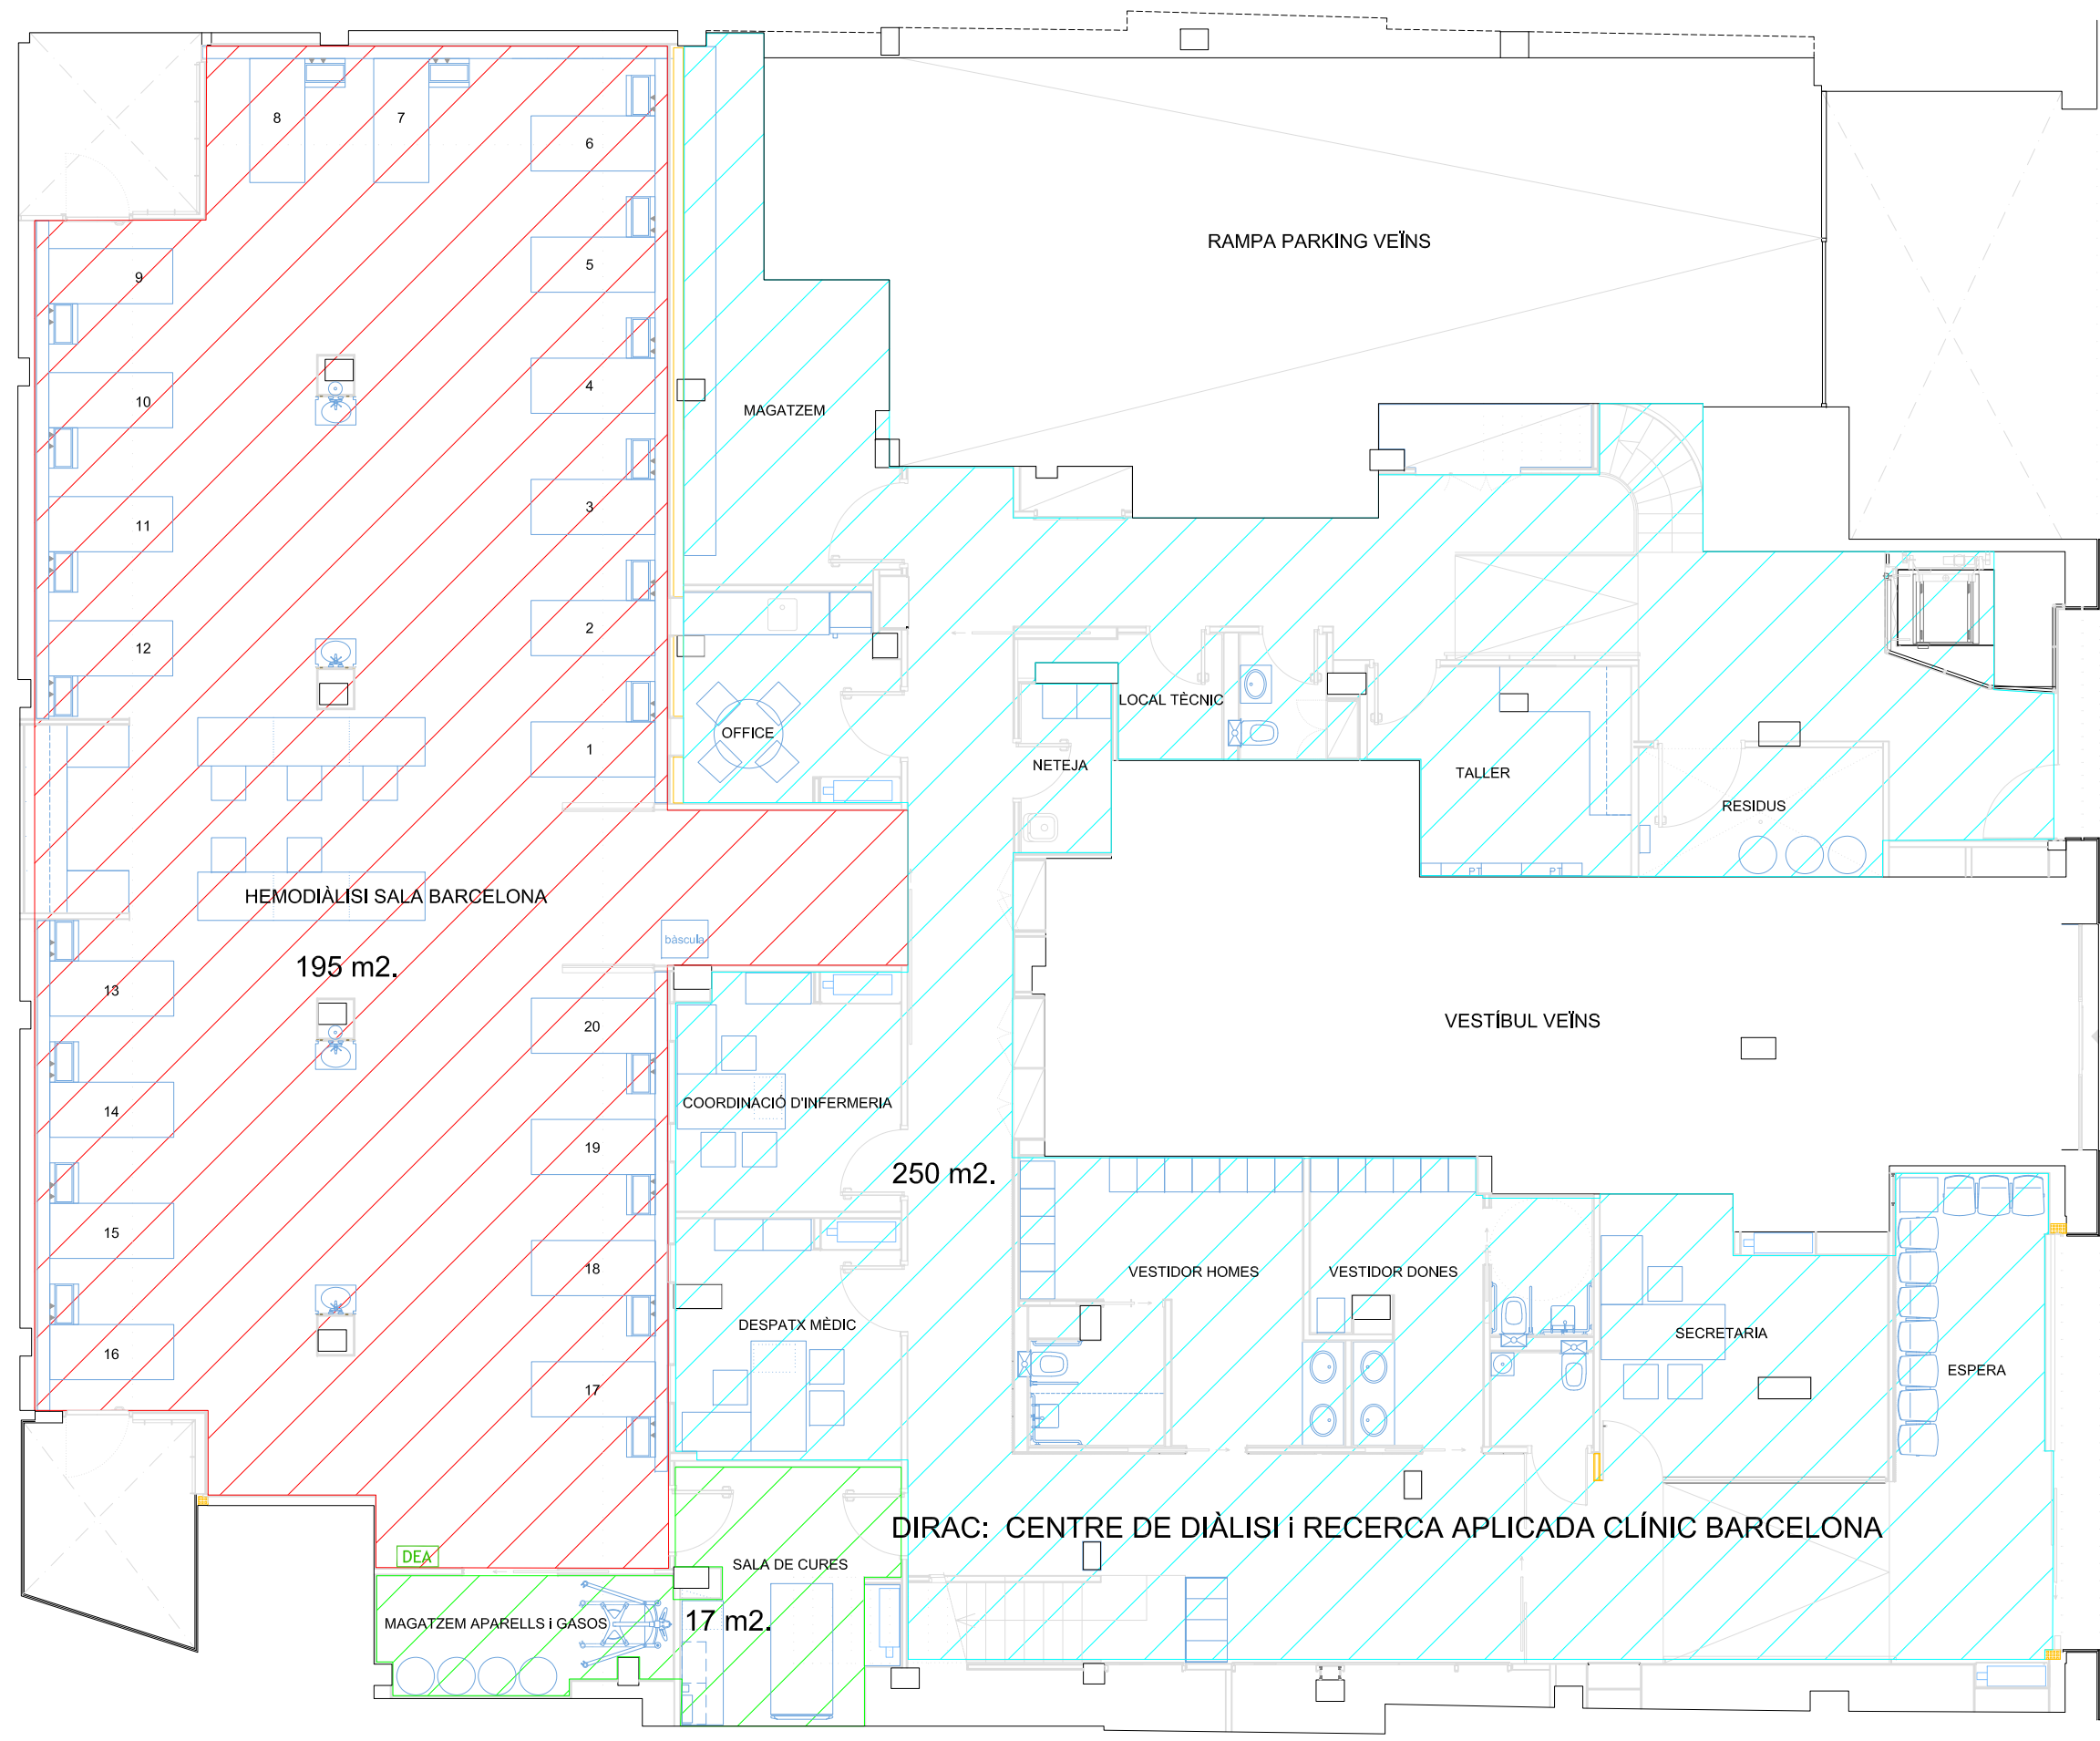 8
7
6
RAMPA PARKING VEÏNS
5
9
4
10
MAGATZEM
3
11
2
12
LOCAL TÈCNIC
OFFICE
1
NETEJA
TALLER
RESIDUS
PT
PT
HEMODIÀLISI SALA BARCELONA
bàscula
195 m2.
13
20
VESTÍBUL VEÏNS
COORDINACIÓ D'INFERMERIA
14
19
250 m2.
15
18
VESTIDOR HOMES
VESTIDOR DONES
DESPATX MÈDIC
SECRETARIA
16
ESPERA
17
DIRAC: CENTRE DE DIÀLISI i RECERCA APLICADA CLÍNIC BARCELONA
DEA
SALA DE CURES
MAGATZEM APARELLS i GASOS
17 m2.